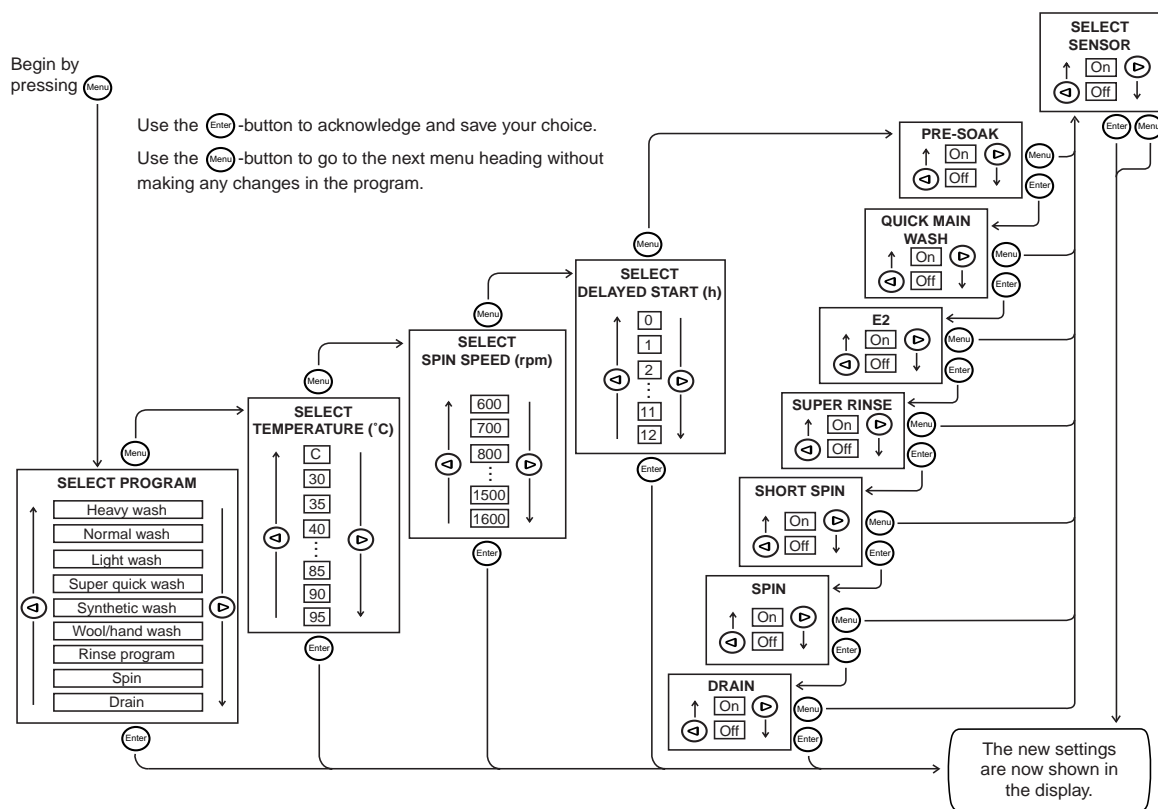 Begin by
pressing Menu
Use the Enter -button to acknowledge and save your choice.
Use the Menu -button to go to the next menu heading without
making any changes in the program.
Menu
SELECT PROGRAM
Heavy wash
Normal wash
Light wash
Super quick wash
Synthetic wash
Wool/hand wash
Rinse program
Spin
Drain
Enter
Menu
SELECT
TEMPERATURE (˚C)
C
30
35
40
85
90
95
Enter
Menu
SELECT
SPIN SPEED (rpm)
600
700
800
1500
1600
Enter
Menu
SELECT
DELAYED START (h)
0
1
2
11
12
Enter
PRE-SOAK
On
Off
Menu
Enter
QUICK MAIN
WASH
On
Off
Menu
Enter
E2
On
Off
Menu
Enter
SUPER RINSE
On
Off
Menu
Enter
SHORT SPIN
On
Off
Menu
Enter
SPIN
On
Off
Menu
Enter
DRAIN
On
Off
Menu
Enter
SELECT
SENSOR
On
Off
Enter Menu
The new settings
are now shown in
the display.